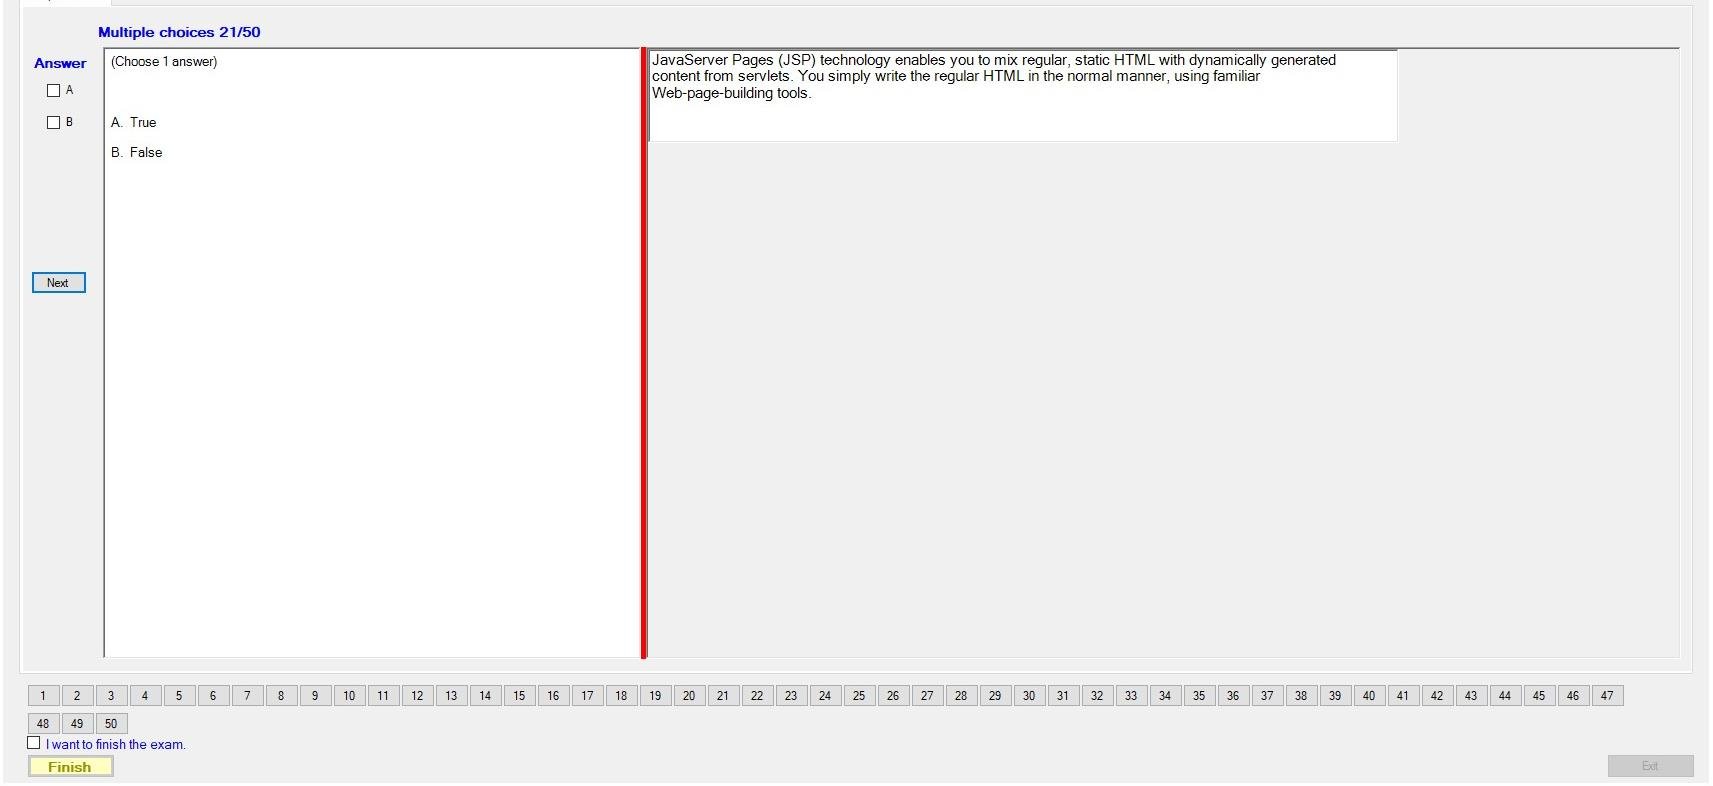 Multiple choices 21/50
Answer
A
B
Next
(Choose 1 answer)
A. True
B. False
JavaServer Pages (JSP) technology enables you to mix regular, static HTML with dynamically generated
content from servlets. You simply write the regular HTML in the normal manner, using familiar
Web-page-building tools.
1 2 3 4 5 6 7 8 9 10 11 12 13 14 15 16 17 18 19 20 21 22 23 24 25 26 27 28 29 30 31 32 33 34 35 36 37 38 39 40 41 42 43 44 45 46 47
48 49 50
I want to finish the exam.
Finish
Exit